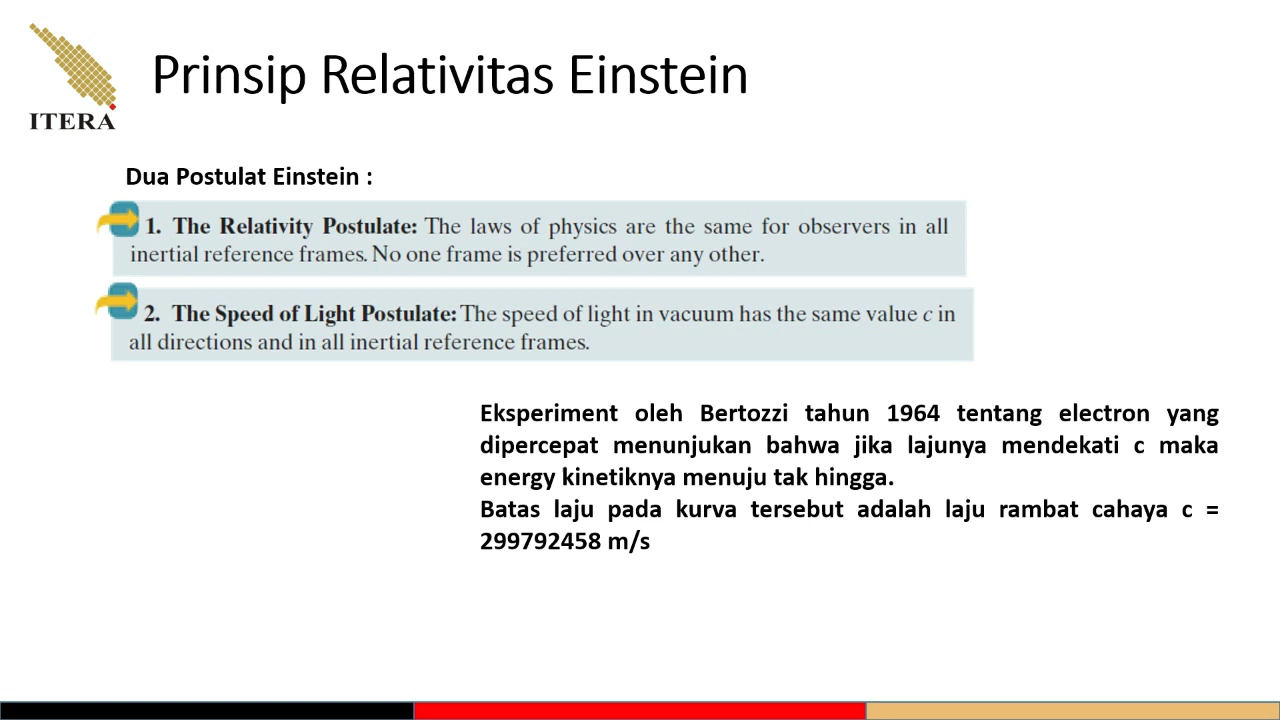 ITERA
Prinsip Relativitas Einstein
Dua Postulat Einstein :
1. The Relativity Postulate: The laws of physics are the same for observers in all
inertial reference frames. No one frame is preferred over any other.
2. The Speed of Light Postulate: The speed of light in vacuum has the same value c in
all directions and in all inertial reference frames.
Eksperiment oleh Bertozzi tahun 1964 tentang electron yang
dipercepat menunjukan bahwa jika lajunya mendekati c maka
energy kinetiknya menuju tak hingga.
Batas laju pada kurva tersebut adalah laju rambat cahaya c =
299792458 m/s